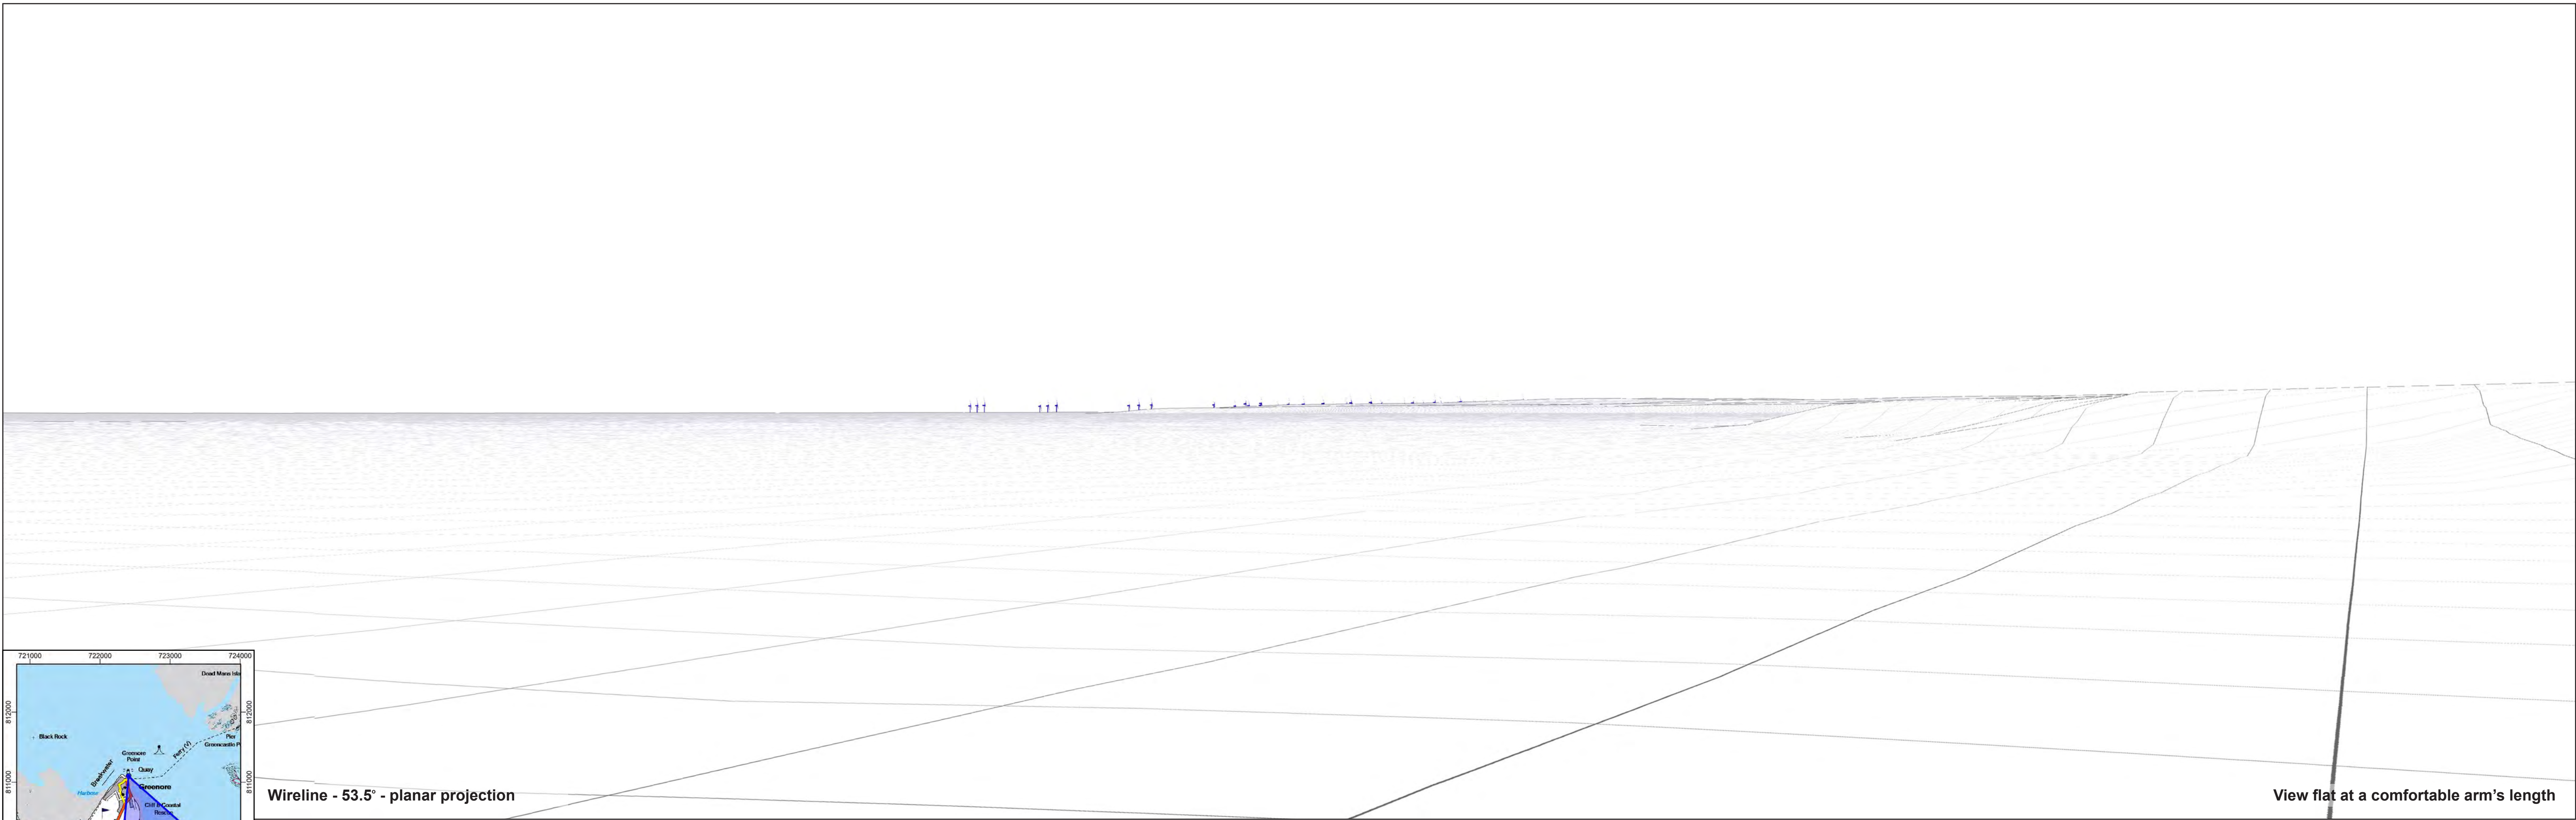 721000 722000 723000 724000
Dead Mans Isla
812000 812000
Black Rock
Pier
Greencastle P
Greenore
Point
Ferry (V)
Breakwater
Quay
811000 811000
Harbour
Greenore
Cliff & Coastal
Wireline - 53.5° - planar projection
View flat at a comfortable arm's length